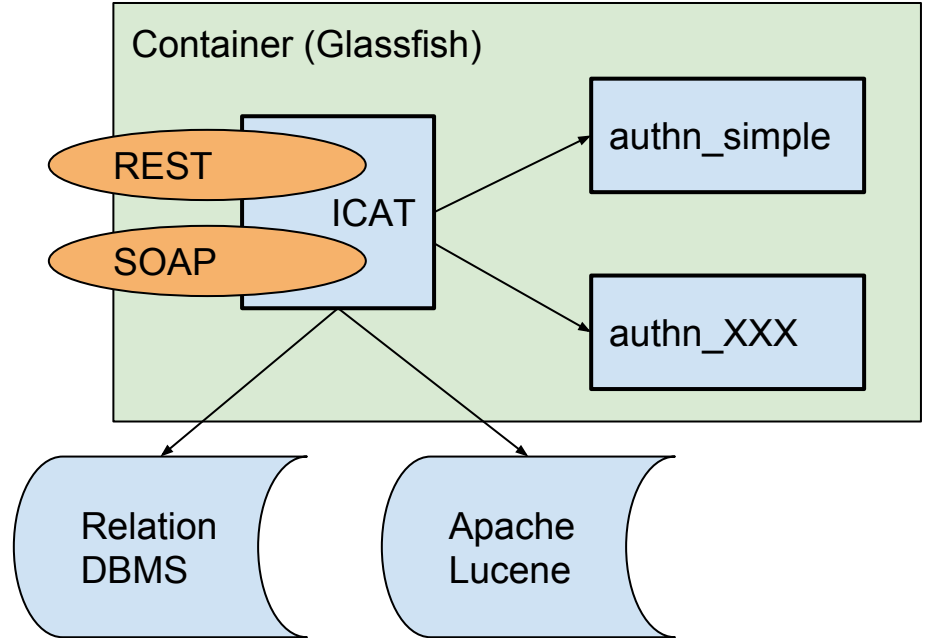 Container (Glassfish)
authn_simple
REST
ICAT
SOAP
authn_XXX
Relation
DBMS
Apache
Lucene